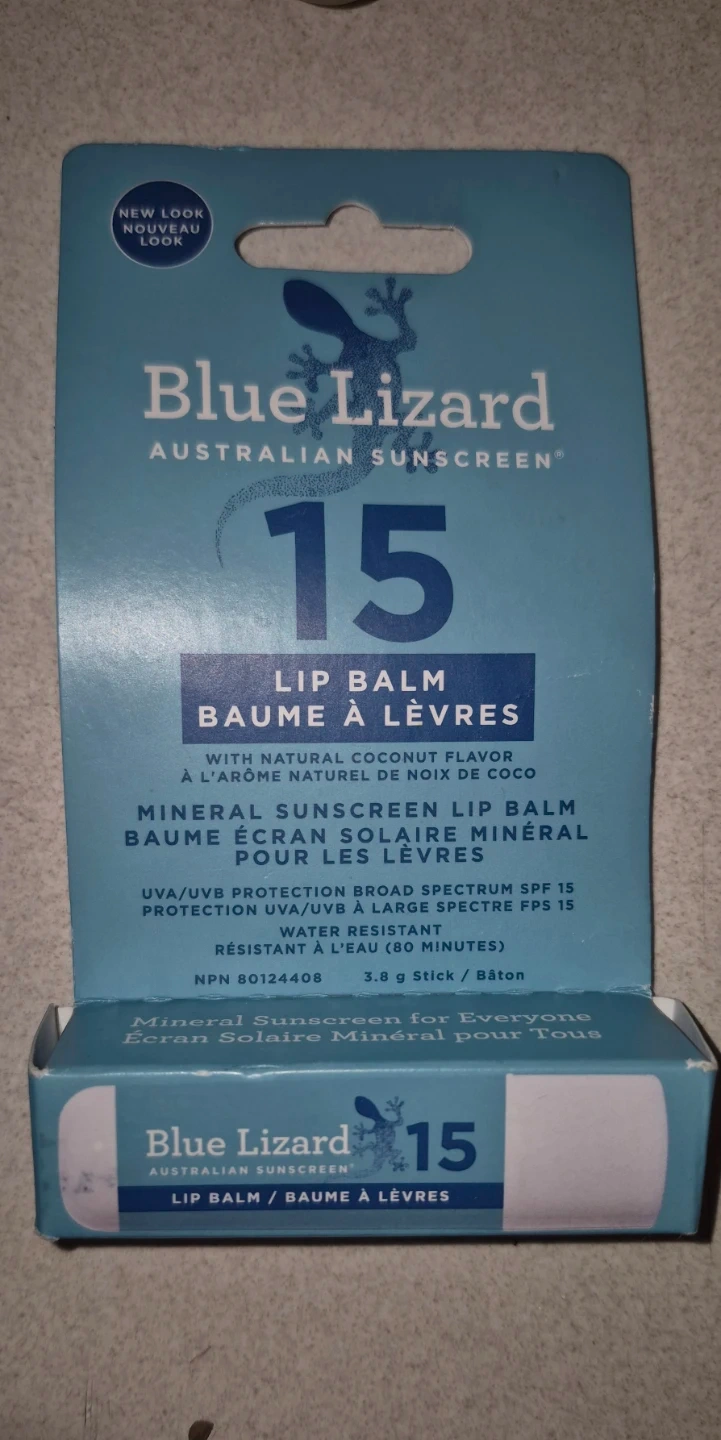 NEW LOOK
NOUVEAU
LOOK
Blue Lizard
AUSTRALIAN SUNSCREEN®
15
LIP BALM
BAUME À LÈVRES
WITH NATURAL COCONUT FLAVOR
À L'ARÔME NATUREL DE NOIX DE COCO
MINERAL SUNSCREEN LIP BALM
BAUME ÉCRAN SOLAIRE MINÉRAL
POUR LES LÈVRES
UVA/UVB PROTECTION BROAD SPECTRUM SPF 15
PROTECTION UVA/UVB À LARGE SPECTRE FPS 15
WATER RESISTANT
RÉSISTANT À L'EAU (80 MINUTES)
NPN 80124408 3.8 g Stick / Bâton
Mineral Sunscreen for Everyone
Écran Solaire Minéral pour Tous
Blue Lizard 15
AUSTRALIAN SUNSCREEN®
LIP BALM / BAUME À LÈVRES